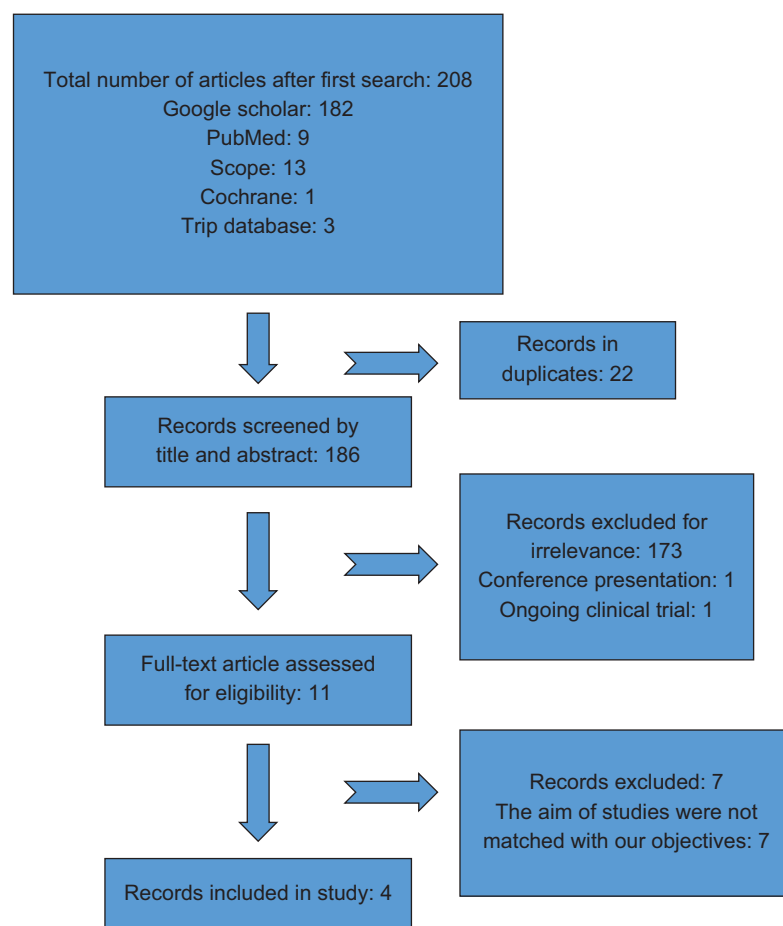 Total number of articles after first search: 208
Google scholar: 182
PubMed: 9
Scope: 13
Cochrane: 1
Trip database: 3
Records in
duplicates: 22
Records screened by
title and abstract: 186
Records excluded for
irrelevance: 173
Conference presentation: 1
Ongoing clinical trial: 1
Full-text article assessed
for eligibility: 11
Records excluded: 7
The aim of studies were not
matched with our objectives: 7
Records included in study: 4